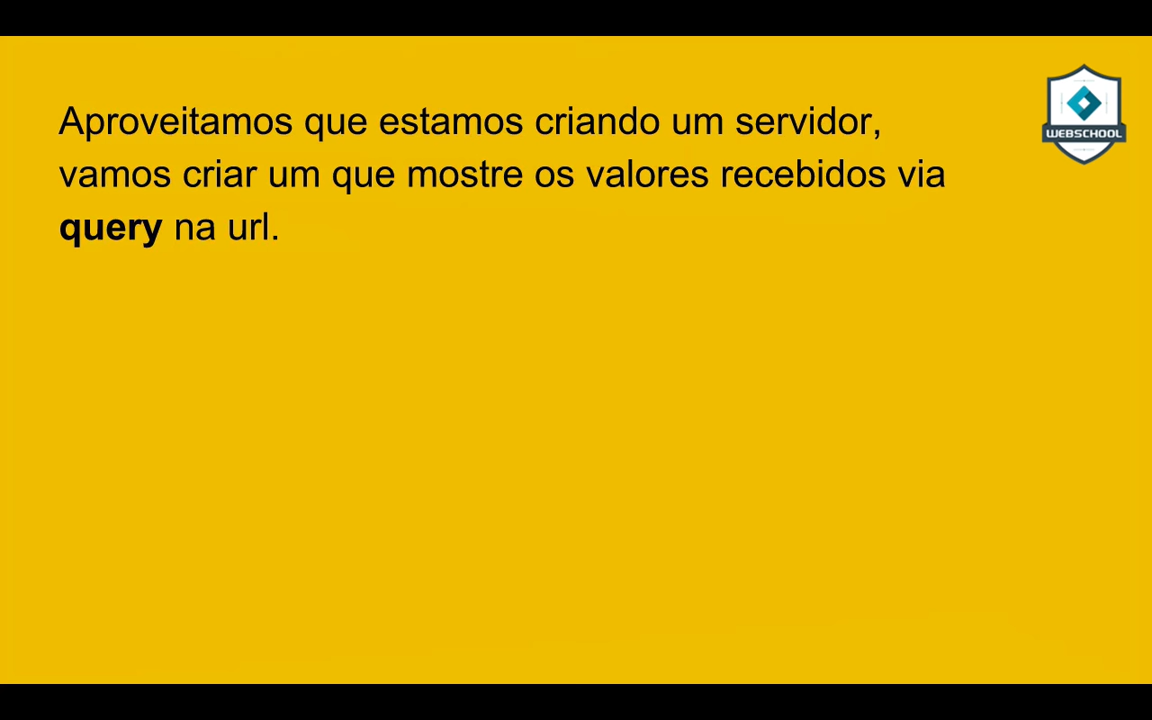 Aproveitamos que estamos criando um servidor,
vamos criar um que mostre os valores recebidos via
query na url.
WEBSCHOOL